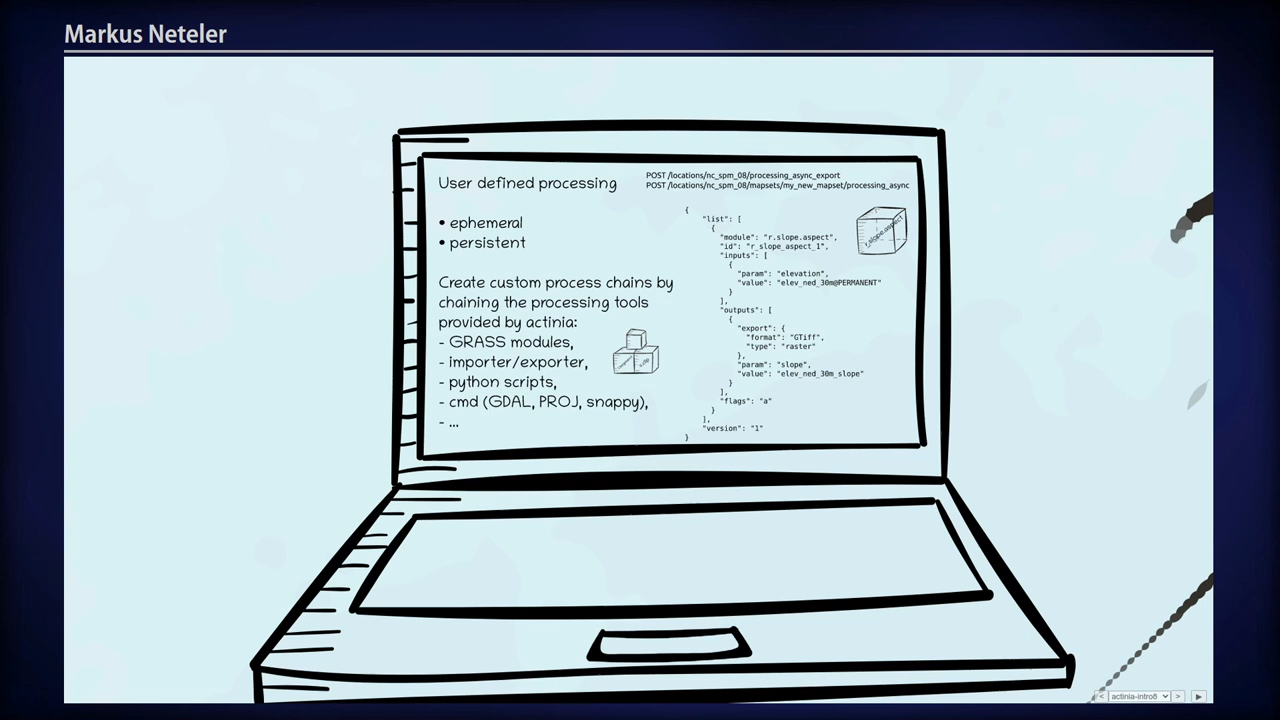 Markus Neteler
User defined processing
• ephemeral
• persistent
Create custom process chains by
chaining the processing tools
provided by actinia:
- GRASS modules,
- importer/exporter,
- python scripts,
- cmd (GDAL, PROJ, snappy),
- ...
POST /locations/nc_spm_08/processing_async_export
POST /locations/nc_spm_08/mapsets/my_new_mapset/processing_async
{
"list": [
{
"module": "r.slope.aspect",
"id": "r_slope_aspect_1",
"inputs": [
{
"param": "elevation",
"value": "elev_ned_30m@PERMANENT"
}
],
"outputs": [
{
"export": {
"format": "GTiff",
"type": "raster"
},
"param": "slope",
"value": "elev_ned_30m_slope"
}
],
"flags": "a"
}
],
"version": "1"
}
r.slope.aspect
< actinia-intro8 >